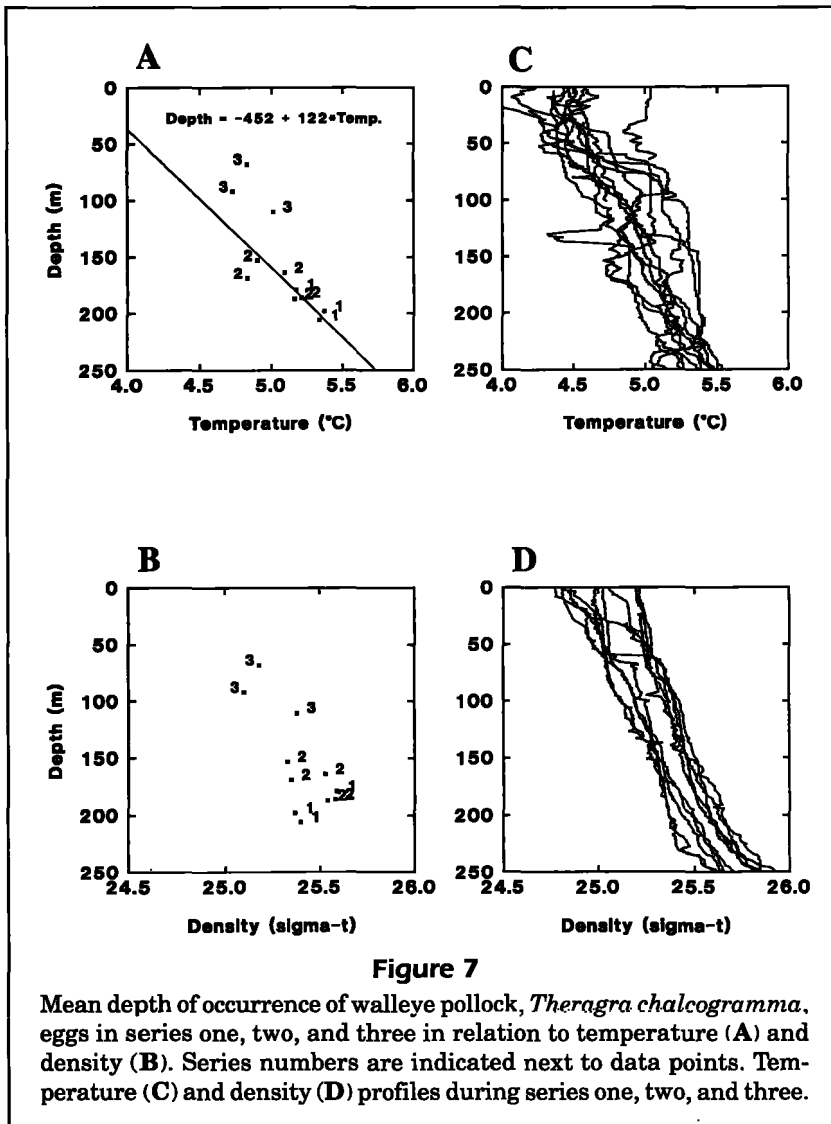 A
C
0
50
100
150
200
250
Depth (m)
Depth = -452 + 122*Temp.
3
3
3
2
2
2
1
22
1
1
4.0 4.5 5.0 5.5 6.0
Temperature (°C)
0
50
100
150
200
250
4.0 4.5 5.0 5.5 6.0
Temperature (°C)
B
D
0
50
100
150
200
250
Depth (m)
3
3
3
2
2
2
1
22
1
1
24.5 25.0 25.5 26.0
Density (sigma-t)
0
50
100
150
200
250
24.5 25.0 25.5 26.0
Density (sigma-t)
Figure 7
Mean depth of occurrence of walleye pollock, Theragra chalcogramma,
eggs in series one, two, and three in relation to temperature (A) and
density (B). Series numbers are indicated next to data points. Tem-
perature (C) and density (D) profiles during series one, two, and three.